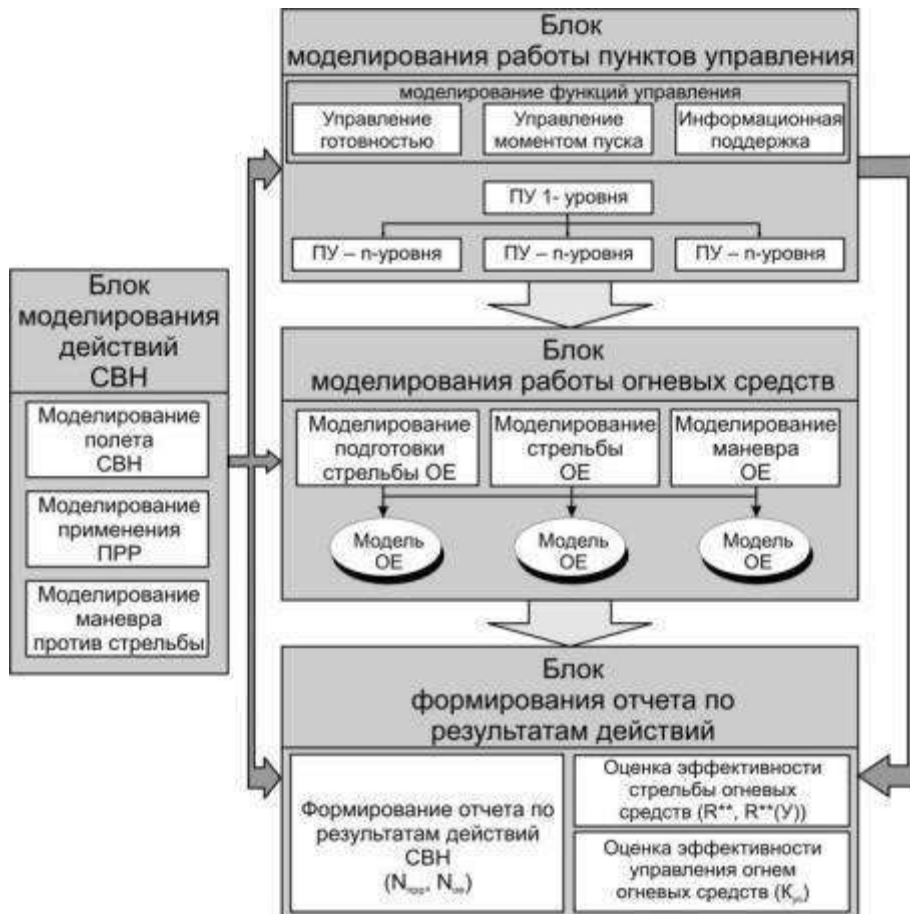 Блок
моделирования работы пунктов управления
моделирование функций управления
Управление
готовностью
Управление
моментом пуска
Информационная
поддержка
ПУ 1- уровня
ПУ – n-уровня
ПУ – n-уровня
ПУ – n-уровня
Блок
моделирования
действий
СВН
Моделирование
полета
СВН
Моделирование
применения
ПРР
Моделирование
маневра
против стрельбы
Блок
моделирования работы огневых средств
Моделирование
подготовки
стрельбы ОЕ
Моделирование
стрельбы
ОЕ
Моделирование
маневра
ОЕ
Модель
ОЕ
Модель
ОЕ
Модель
ОЕ
Блок
формирования отчета по
результатам действий
Формирование отчета по
результатам действий
СВН
Оценка эффективности
стрельбы огневых
средств (R**, R**(У))
Оценка эффективности
управления огнем
огневых средств